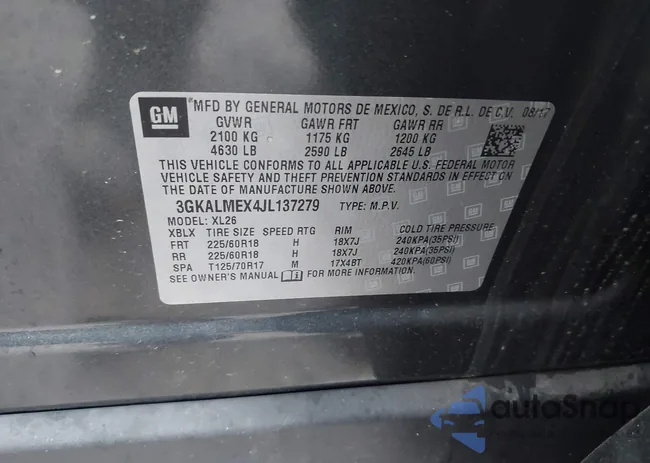 GM
MFD BY GENERAL MOTORS DE MEXICO, S. DE R.L. DE C.V. 08/17
GVWR GAWR FRT GAWR RR
2100 KG 1175 KG 1200 KG
4630 LB 2590 LB 2645 LB
THIS VEHICLE CONFORMS TO ALL APPLICABLE U.S. FEDERAL MOTOR
VEHICLE SAFETY AND THEFT PREVENTION STANDARDS IN EFFECT ON
THE DATE OF MANUFACTURE SHOWN ABOVE.
3GKALMEX4JL137279 TYPE: M.P.V.
MODEL: XL26
XBLX TIRE SIZE SPEED RTG RIM COLD TIRE PRESSURE
FRT 225/60R18 H 18X7J 240KPA(35PSI)
RR 225/60R18 H 18X7J 240KPA(35PSI)
SPA T125/70R17 M 17X4BT 420KPA(60PSI)
SEE OWNER'S MANUAL FOR MORE INFORMATION.
autoSnap